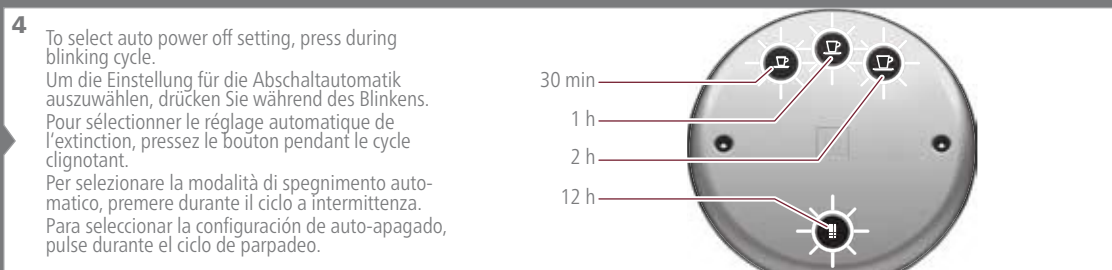 4
To select auto power off setting, press during
blinking cycle.
Um die Einstellung für die Abschaltautomatik
auszuwählen, drücken Sie während des Blinkens.
Pour sélectionner le réglage automatique de
l'extinction, pressez le bouton pendant le cycle
clignotant.
Per selezionare la modalità di spegnimento auto-
matico, premere durante il ciclo a intermittenza.
Para seleccionar la configuración de auto-apagado,
pulse durante el ciclo de parpadeo.
30 min
1 h
2 h
12 h